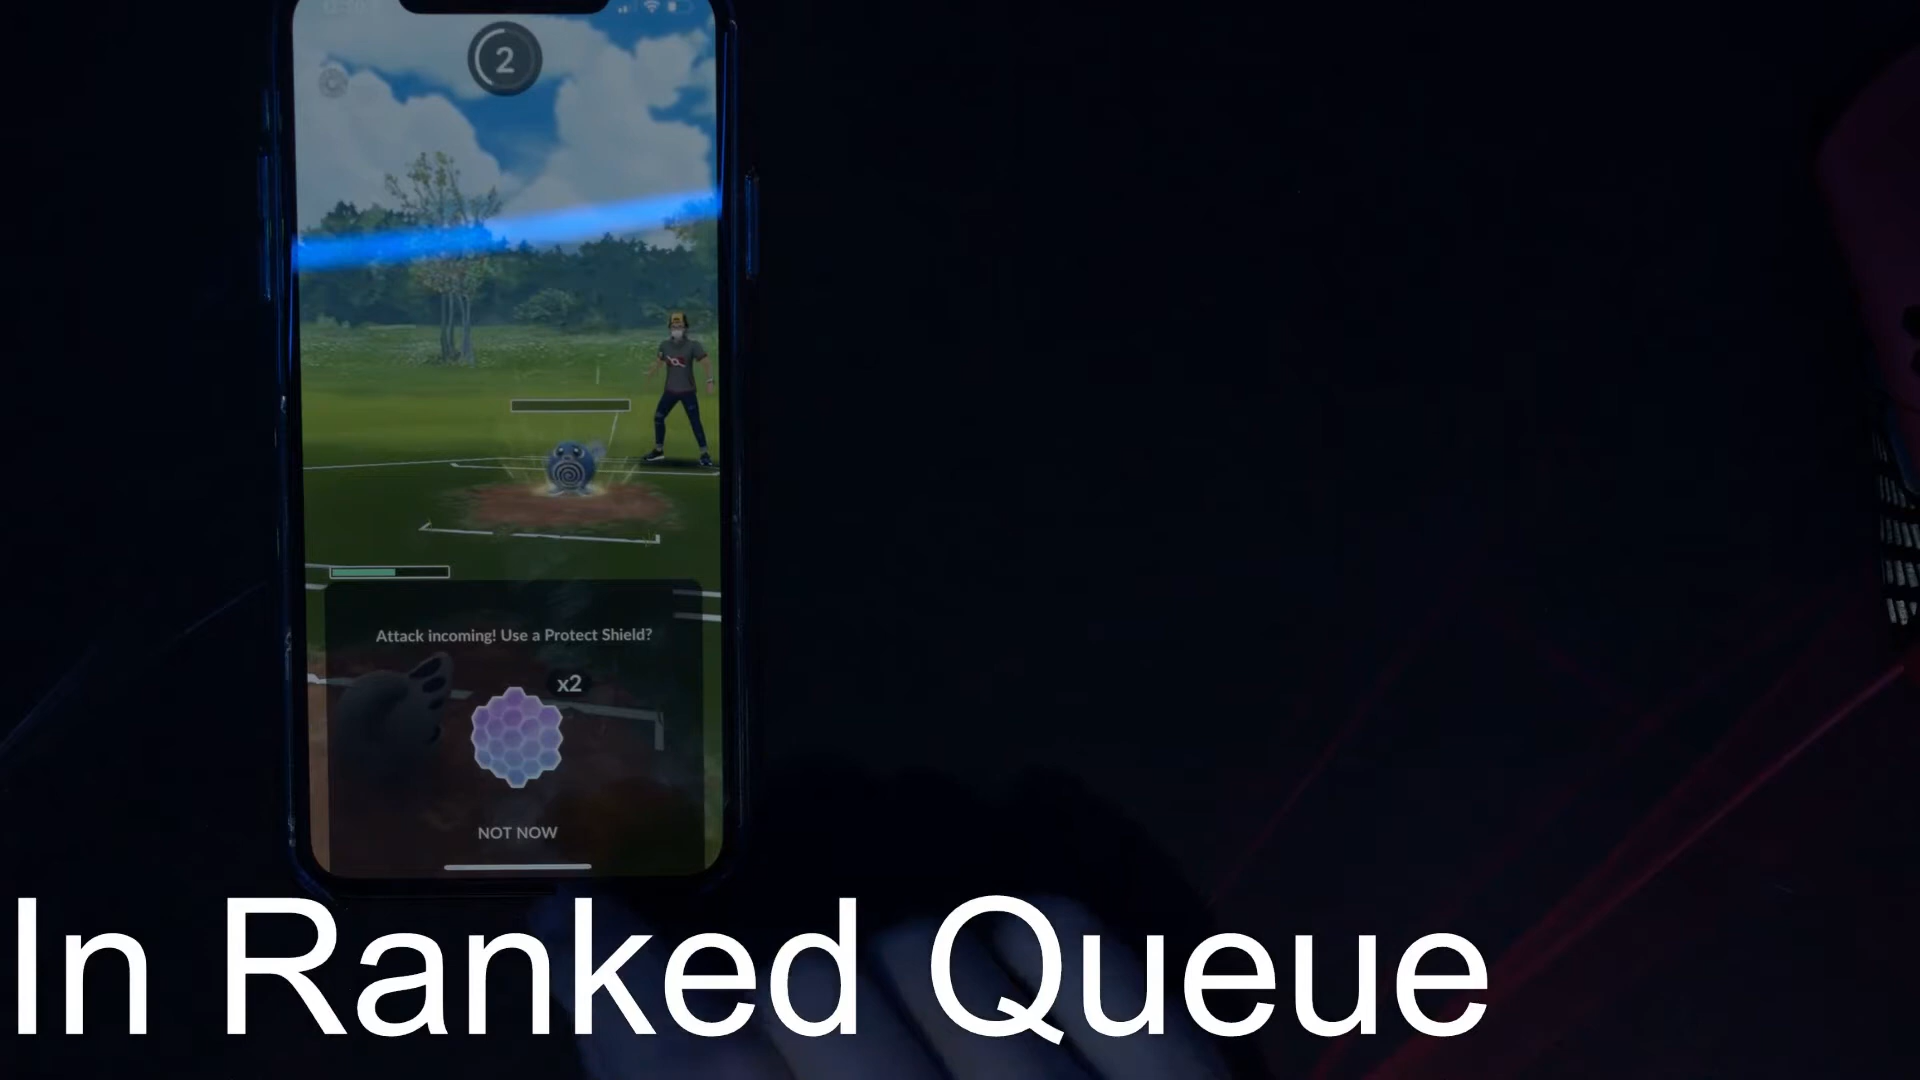 2
Attack incoming! Use a Protect Shield?
x2
NOT NOW
In Ranked Queue